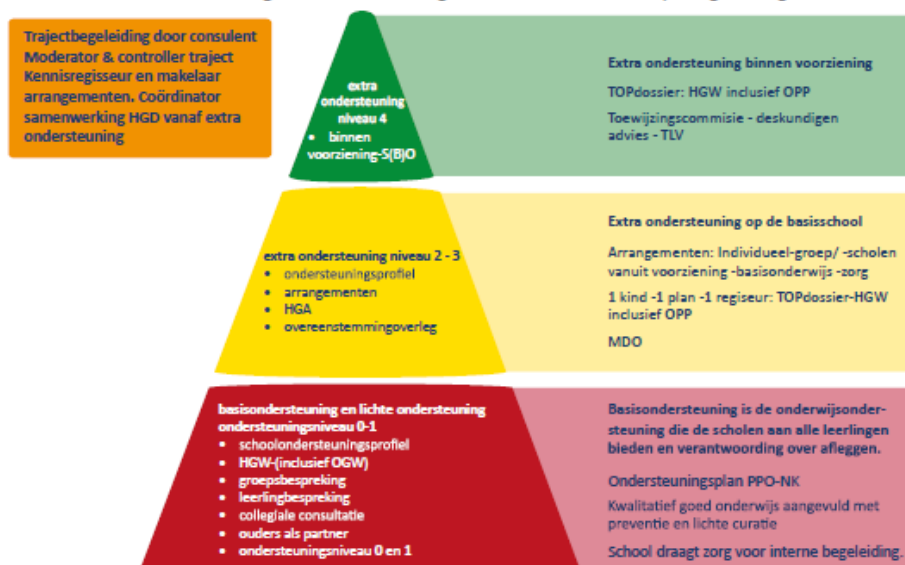 Trajectbegeleiding door consulent
Moderator & controller traject
Kennisregisseur en makelaar
arrangementen. Coördinator
samenwerking HGD vanaf extra
ondersteuning
extra
ondersteuning
niveau 4
• binnen
voorziening-S(B)O
Extra ondersteuning binnen voorziening
TOPdossier: HGW inclusief OPP
Toewijzingscommisie - deskundigen
advies - TLV
extra ondersteuning niveau 2 - 3
• ondersteuningsprofiel
• arrangementen
• HGA
• overeenstemmingoverleg
Extra ondersteuning op de basisschool
Arrangementen: Individueel-groep/ -scholen
vanuit voorziening -basisonderwijs -zorg
1 kind -1 plan -1 regiseur: TOPdossier-HGW
inclusief OPP
MDO
basisondersteuning en lichte ondersteuning
ondersteuningsniveau 0-1
• schoolondersteuningsprofiel
• HGW-(inclusief OGW)
• groepsbespreking
• leerlingbespreking
• collegiale consultatie
• ouders als partner
• ondersteuningsniveau 0 en 1
Basisondersteuning is de onderwijsonder-
steuning die de scholen aan alle leerlingen
bieden en verantwoording over afleggen.
Ondersteuningsplan PPO-NK
Kwalitatief goed onderwijs aangevuld met
preventie en lichte curatie
School draagt zorg voor interne begeleiding.